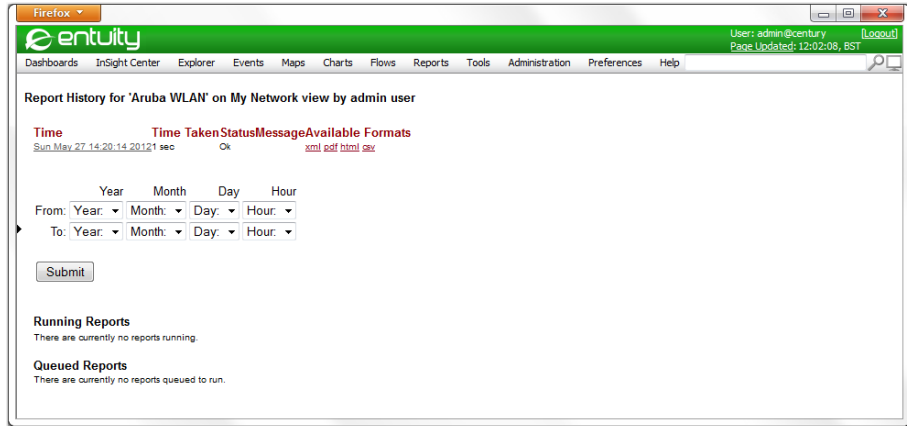 Firefox
entuity
User: admin@century [Logout]
Page Updated: 12:02:08, BST
Dashboards InSight Center Explorer Events Maps Charts Flows Reports Tools Administration Preferences Help
Report History for 'Aruba WLAN' on My Network view by admin user
Time Time Taken Status Message Available Formats
Sun May 27 14:20:14 2012 1 sec Ok xml pdf html csv
Year Month Day Hour
From: Year: Month: Day: Hour:
To: Year: Month: Day: Hour:
Submit
Running Reports
There are currently no reports running.
Queued Reports
There are currently no reports queued to run.